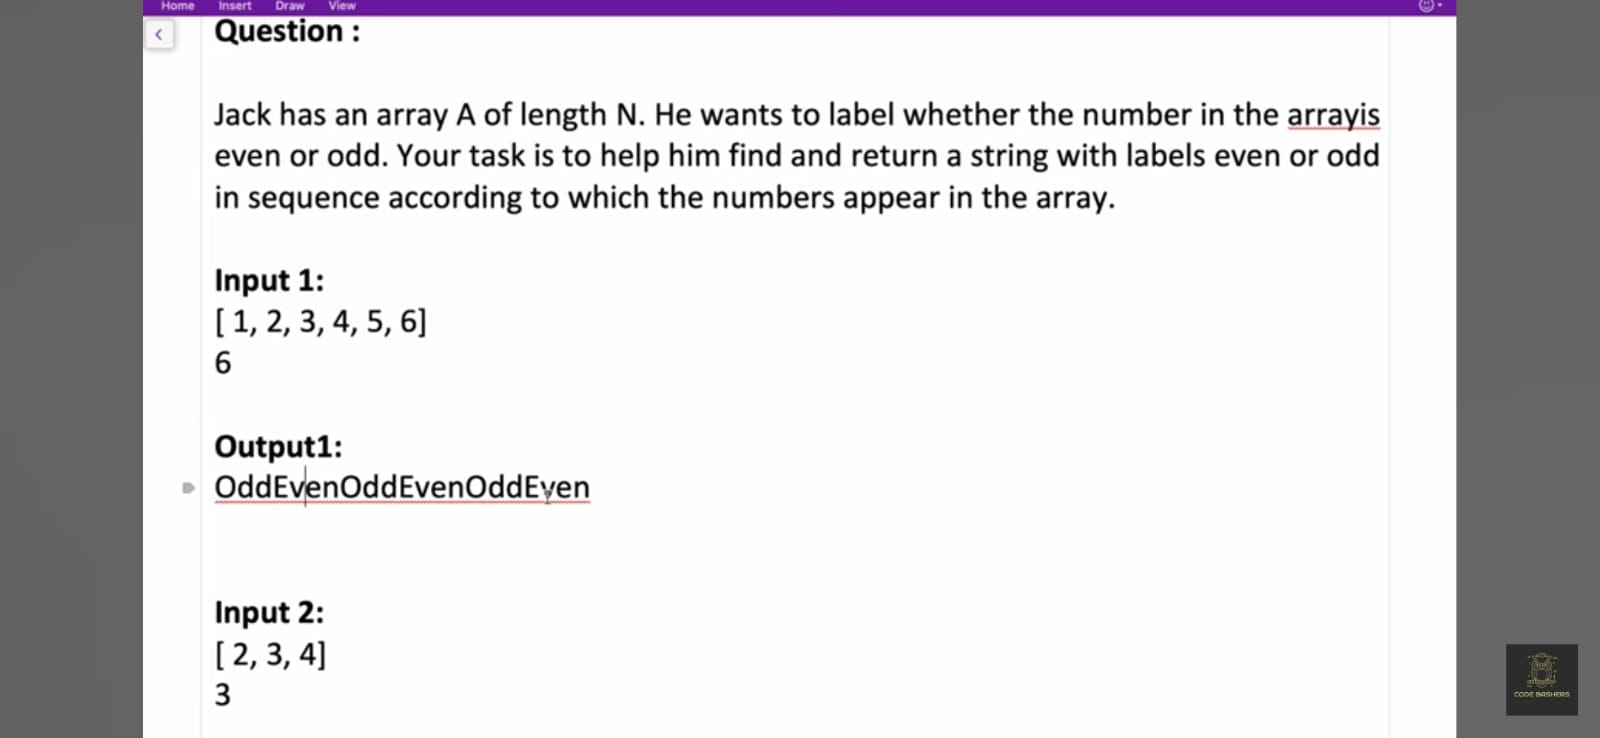 Home Insert Draw View
Question :
Jack has an array A of length N. He wants to label whether the number in the arrayis
even or odd. Your task is to help him find and return a string with labels even or odd
in sequence according to which the numbers appear in the array.
Input 1:
[ 1, 2, 3, 4, 5, 6]
6
Output1:
OddEvenOddEvenOddEven
Input 2:
[ 2, 3, 4]
3
CODE BASHERS